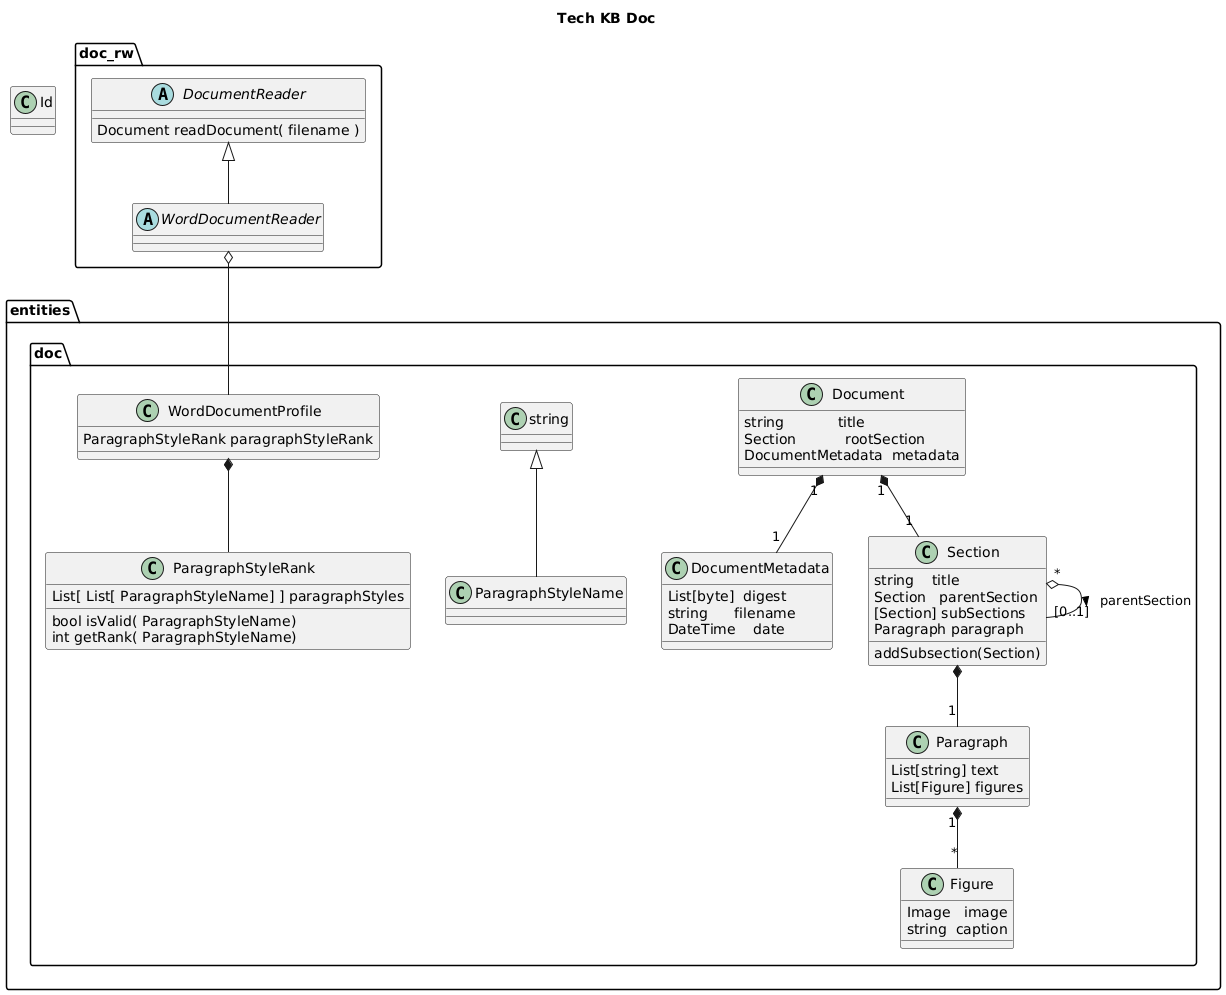 Tech KB Doc
doc_rw
A DocumentReader
Document readDocument( filename )
C Id
A WordDocumentReader
entities
doc
C WordDocumentProfile
ParagraphStyleRank paragraphStyleRank
C string
C Document
string title
Section rootSection
DocumentMetadata metadata
1
1
1
1
C ParagraphStyleRank
List[ List[ ParagraphStyleName] ] paragraphStyles
bool isValid( ParagraphStyleName)
int getRank( ParagraphStyleName)
C ParagraphStyleName
C DocumentMetadata
List[byte] digest
string filename
DateTime date
C Section
string title
Section parentSection
[Section] subSections
Paragraph paragraph
addSubsection(Section)
*
parentSection
[0..1]
1
C Paragraph
List[string] text
List[Figure] figures
1
*
C Figure
Image image
string caption